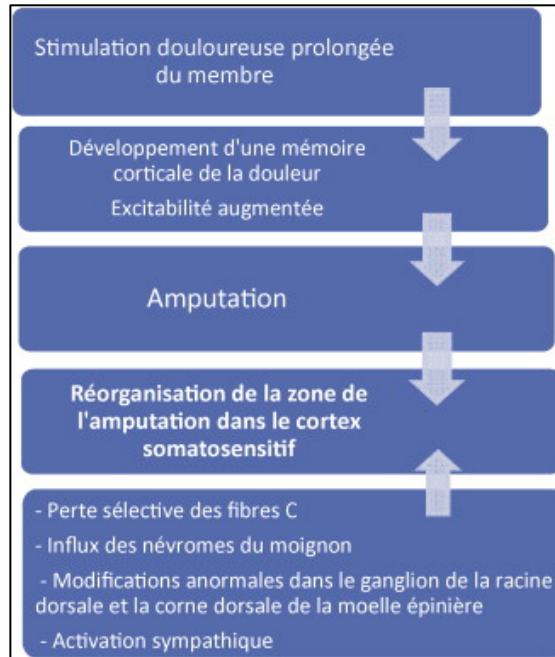 Stimulation douloureuse prolongée
du membre
Développement d'une mémoire
corticale de la douleur
Excitabilité augmentée
Amputation
Réorganisation de la zone de
l'amputation dans le cortex
somatosensitif
- Perte sélective des fibres C
- Influx des névromes du moignon
- Modifications anormales dans le ganglion de la racine
dorsale et la corne dorsale de la moelle épinière
- Activation sympathique